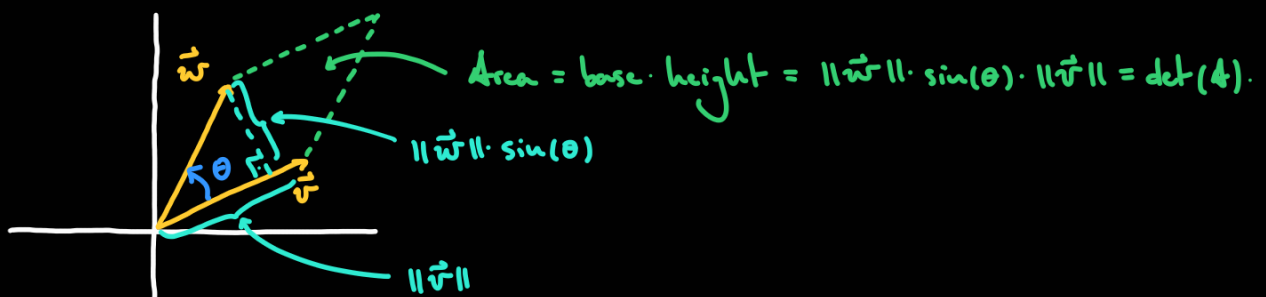 w⃗
Area = base · height = ||w⃗|| · sin(θ) · ||v⃗|| = det(A).
||w⃗|| · sin(θ)
θ
v⃗
||v⃗||